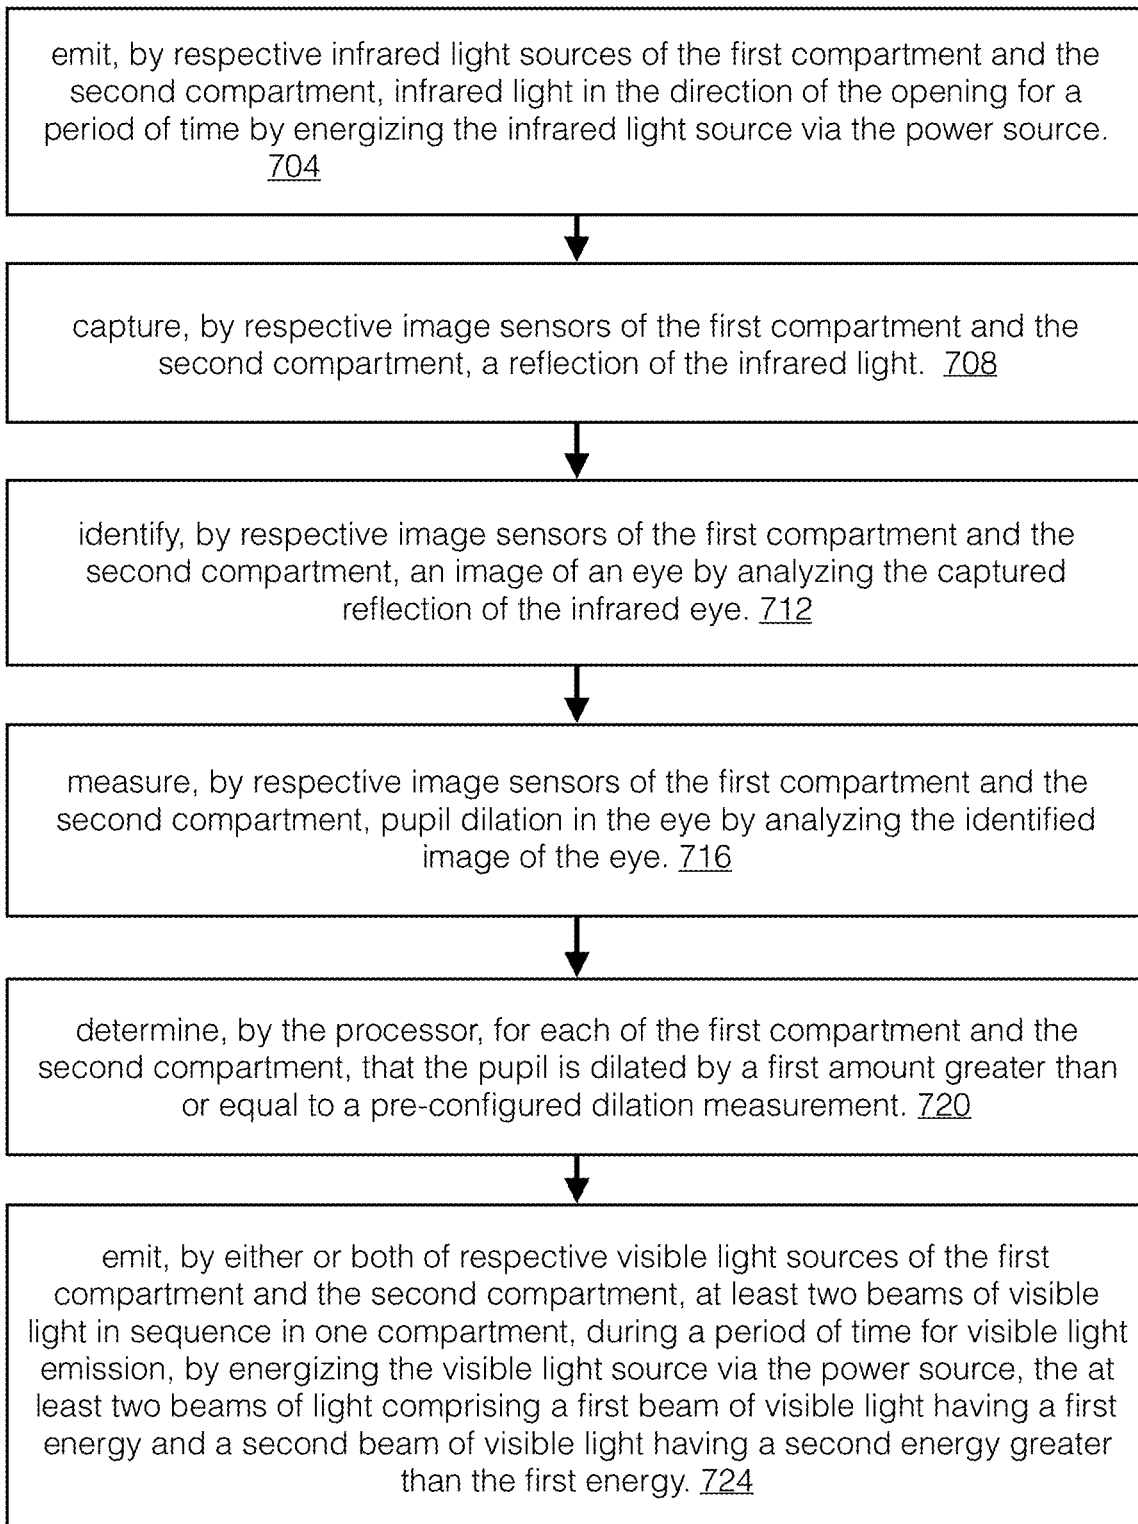 emit, by respective infrared light sources of the first compartment and the
second compartment, infrared light in the direction of the opening for a
period of time by energizing the infrared light source via the power source.
704
capture, by respective image sensors of the first compartment and the
second compartment, a reflection of the infrared light. 708
identify, by respective image sensors of the first compartment and the
second compartment, an image of an eye by analyzing the captured
reflection of the infrared eye. 712
measure, by respective image sensors of the first compartment and the
second compartment, pupil dilation in the eye by analyzing the identified
image of the eye. 716
determine, by the processor, for each of the first compartment and the
second compartment, that the pupil is dilated by a first amount greater than
or equal to a pre-configured dilation measurement. 720
emit, by either or both of respective visible light sources of the first
compartment and the second compartment, at least two beams of visible
light in sequence in one compartment, during a period of time for visible light
emission, by energizing the visible light source via the power source, the at
least two beams of light comprising a first beam of visible light having a first
energy and a second beam of visible light having a second energy greater
than the first energy. 724